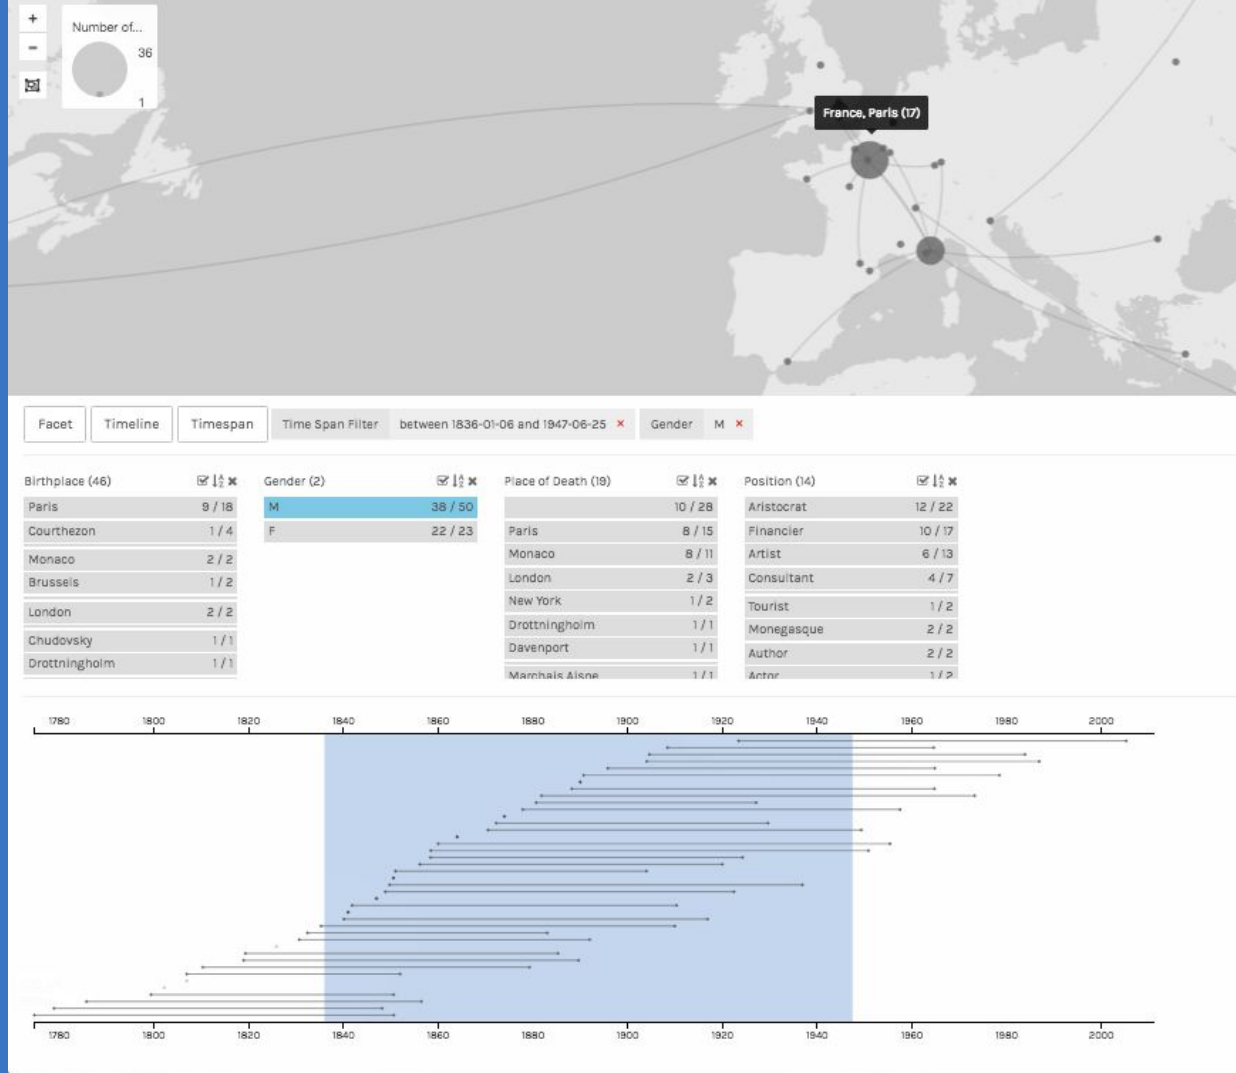 +
Number of...
36
-
1
France, Paris (17)
Facet Timeline Timespan Time Span Filter between 1836-01-06 and 1947-06-25 × Gender M ×
Birthplace (46) Gender (2) Place of Death (19) Position (14)
Paris 9 / 18 M 38 / 50 10 / 28 Aristocrat 12 / 22
Courthezon 1 / 4 F 22 / 23 Paris 8 / 15 Financier 10 / 17
Monaco 2 / 2 Monaco 8 / 11 Artist 6 / 13
Brussels 1 / 2 London 2 / 3 Consultant 4 / 7
London 2 / 2 New York 1 / 2 Tourist 1 / 2
Chudovsky 1 / 1 Drottningholm 1 / 1 Monegasque 2 / 2
Drottningholm 1 / 1 Davenport 1 / 1 Author 2 / 2
Marchais Aisne 1 / 1 Actor 1 / 2
1780 1800 1820 1840 1860 1880 1900 1920 1940 1960 1980 2000
1780 1800 1820 1840 1860 1880 1900 1920 1940 1960 1980 2000